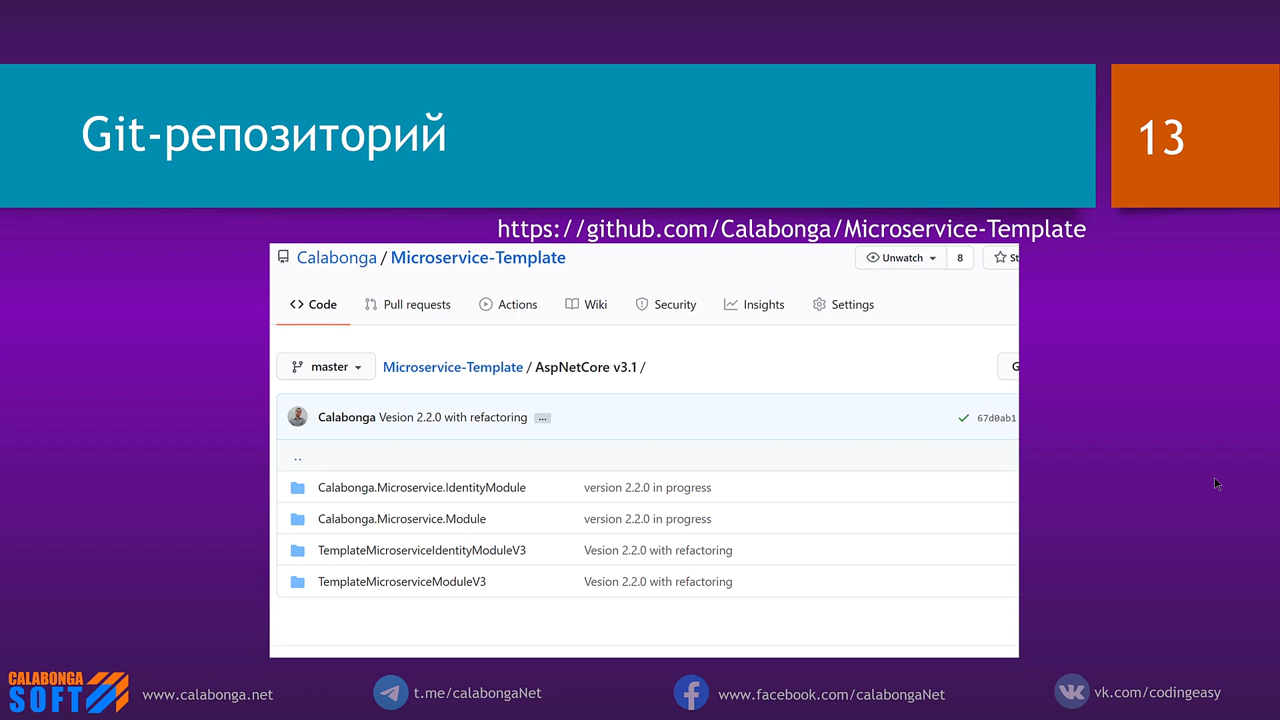 Git-репозиторий
13
https://github.com/Calabonga/Microservice-Template
Calabonga / Microservice-Template
Unwatch 8 St
Code Pull requests Actions Wiki Security Insights Settings
master Microservice-Template / AspNetCore v3.1 /
G
Calabonga Vesion 2.2.0 with refactoring ... 67d0ab1
..
Calabonga.Microservice.IdentityModule version 2.2.0 in progress
Calabonga.Microservice.Module version 2.2.0 in progress
TemplateMicroserviceIdentityModuleV3 Vesion 2.2.0 with refactoring
TemplateMicroserviceModuleV3 Vesion 2.2.0 with refactoring
CALABONGA
SOFT
www.calabonga.net
t.me/calabongaNet
www.facebook.com/calabongaNet
vk.com/codingeasy